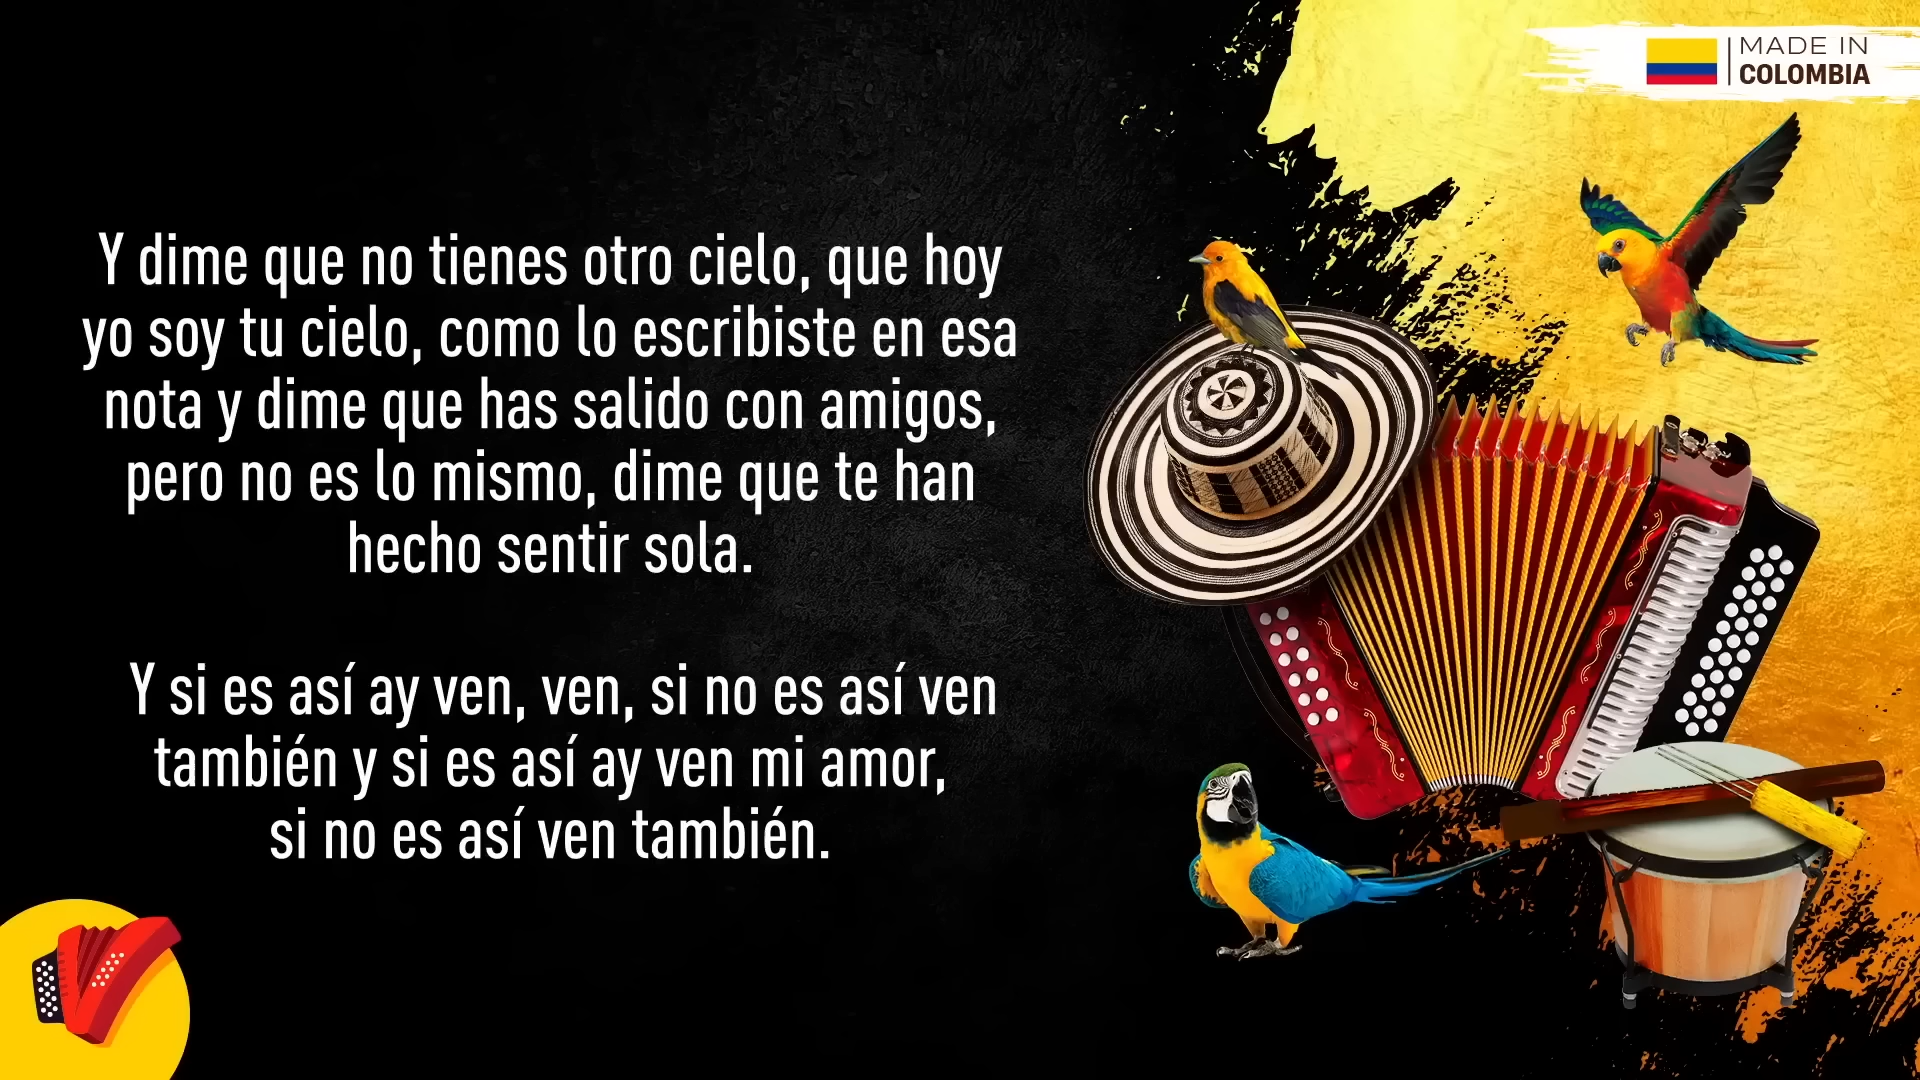 MADE IN
COLOMBIA
Y dime que no tienes otro cielo, que hoy
yo soy tu cielo, como lo escribiste en esa
nota y dime que has salido con amigos,
pero no es lo mismo, dime que te han
hecho sentir sola.
Y si es así ay ven, ven, si no es así ven
también y si es así ay ven mi amor,
si no es así ven también.